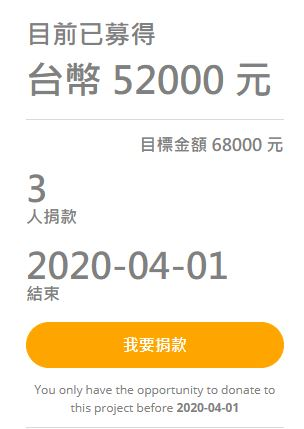 目前已募得
台幣 52000 元
目標金額 68000 元
3
人捐款
2020-04-01
結束
我要捐款
You only have the opportunity to donate to
this project before 2020-04-01